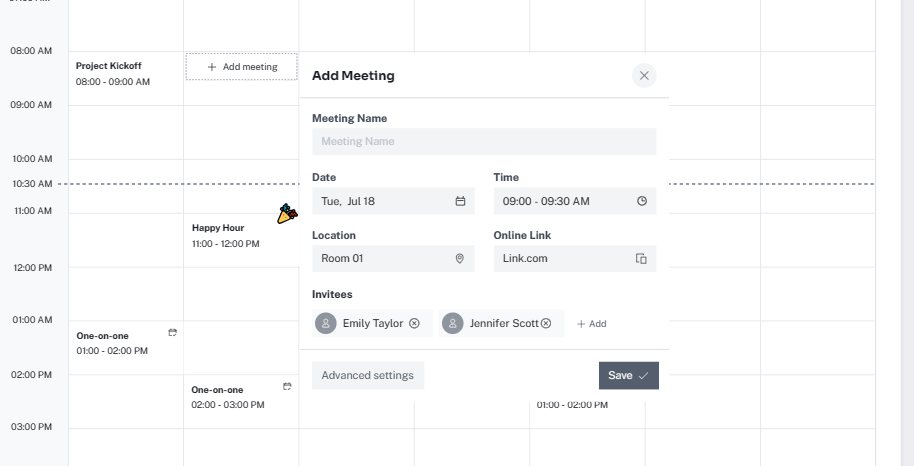 08:00 AM
Project Kickoff
08:00 - 09:00 AM
Add meeting
09:00 AM
10:00 AM
10:30 AM
11:00 AM
Happy Hour
11:00 - 12:00 PM
12:00 PM
01:00 AM
One-on-one
01:00 - 02:00 PM
02:00 PM
One-on-one
02:00 - 03:00 PM
03:00 PM
Add Meeting
Meeting Name
Meeting Name
Date
Time
Tue, Jul 18
09:00 - 09:30 AM
Location
Online Link
Room 01
Link.com
Invitees
Emily Taylor
Jennifer Scott
Add
Advanced settings
Save
01:00 - 02:00 PM